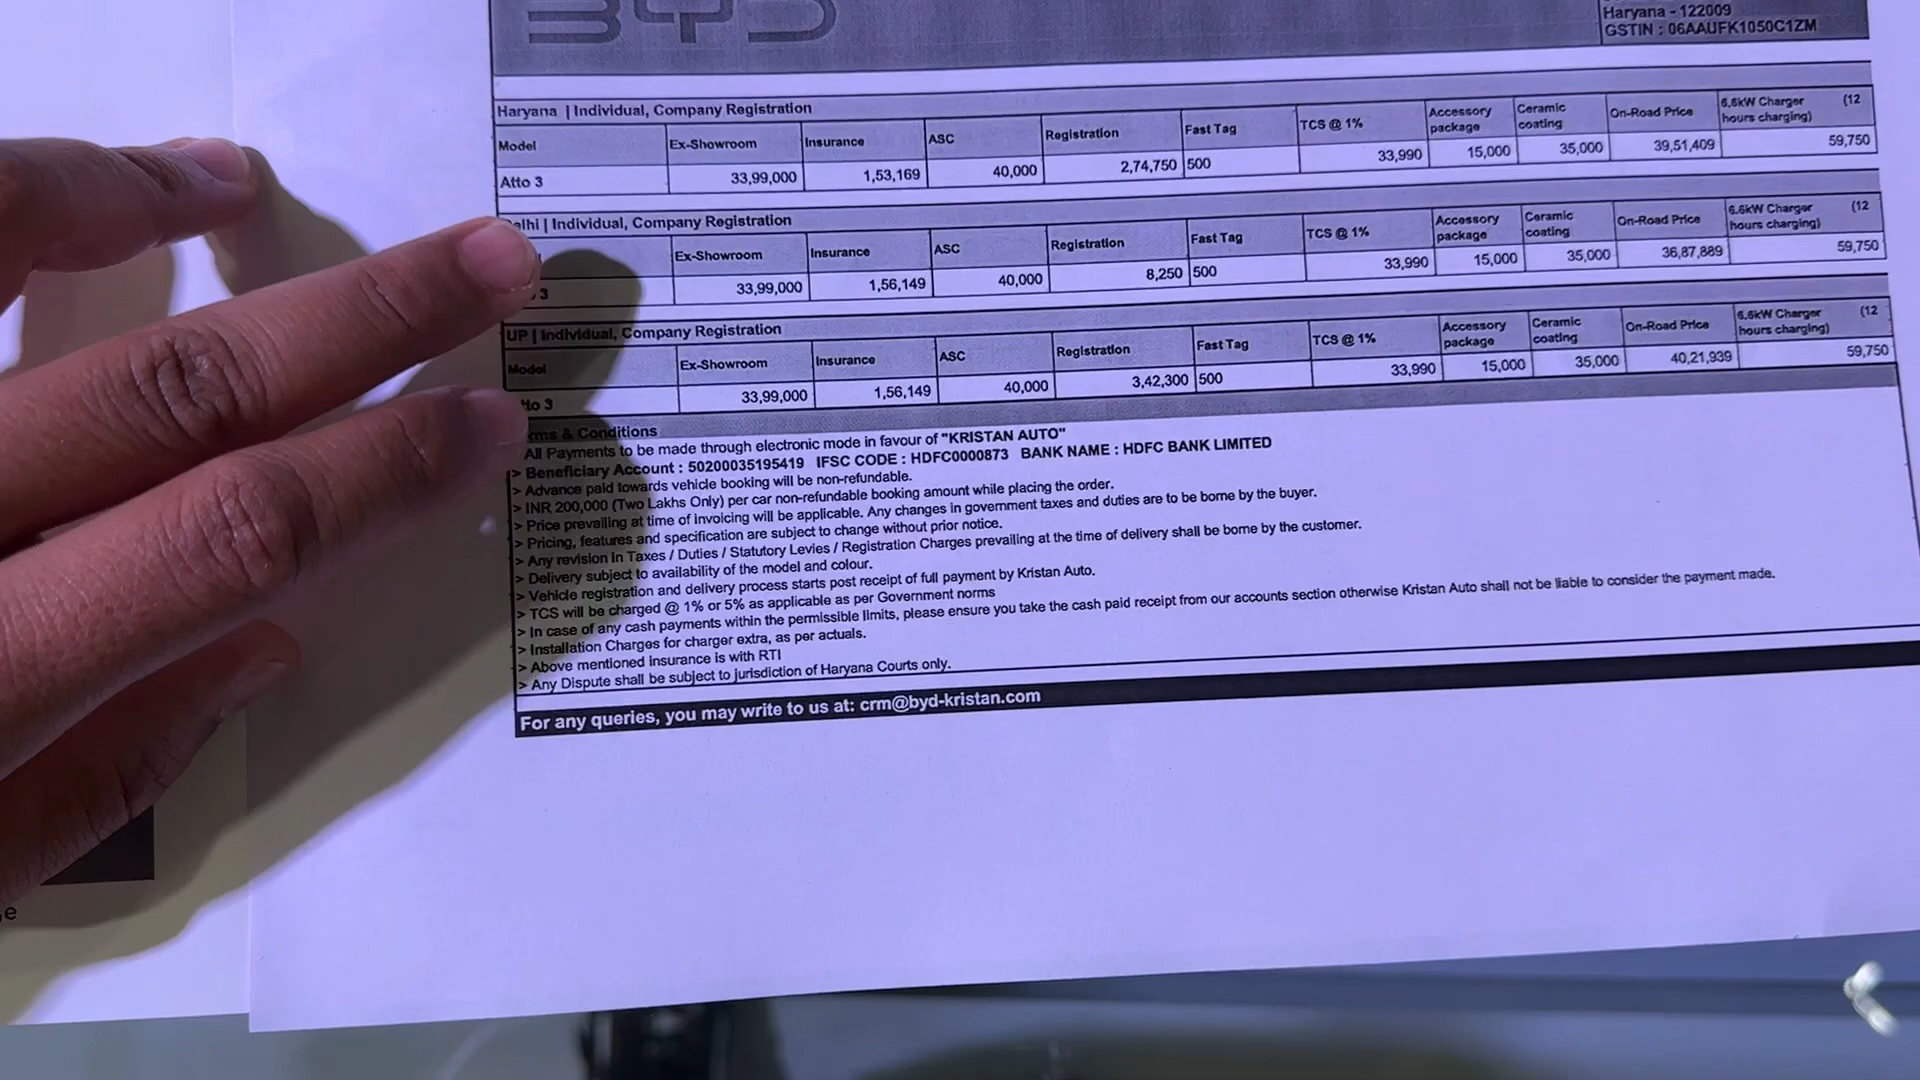 BYD
Haryana - 122009
GSTIN : 06AAUFK1050C1ZM
Haryana | Individual, Company Registration
Model Ex-Showroom Insurance ASC Registration Fast Tag TCS @ 1% Accessory package Ceramic coating On-Road Price 6.6kW Charger (12 hours charging)
Atto 3 33,99,000 1,53,169 40,000 2,74,750 500 33,990 15,000 35,000 39,51,409 59,750
elhi | Individual, Company Registration
Ex-Showroom Insurance ASC Registration Fast Tag TCS @ 1% Accessory package Ceramic coating On-Road Price 6.6kW Charger (12 hours charging)
3 33,99,000 1,56,149 40,000 8,250 500 33,990 15,000 35,000 36,87,889 59,750
UP | Individual, Company Registration
Model Ex-Showroom Insurance ASC Registration Fast Tag TCS @ 1% Accessory package Ceramic coating On-Road Price 6.6kW Charger (12 hours charging)
tto 3 33,99,000 1,56,149 40,000 3,42,300 500 33,990 15,000 35,000 40,21,939 59,750
ms & Conditions
All Payments to be made through electronic mode in favour of "KRISTAN AUTO"
> Beneficiary Account : 50200035195419 IFSC CODE : HDFC0000873 BANK NAME : HDFC BANK LIMITED
> Advance paid towards vehicle booking will be non-refundable.
> INR 200,000 (Two Lakhs Only) per car non-refundable booking amount while placing the order.
> Price prevailing at time of invoicing will be applicable. Any changes in government taxes and duties are to be borne by the buyer.
> Pricing, features and specification are subject to change without prior notice.
> Any revision in Taxes / Duties / Statutory Levies / Registration Charges prevailing at the time of delivery shall be borne by the customer.
> Delivery subject to availability of the model and colour.
> Vehicle registration and delivery process starts post receipt of full payment by Kristan Auto.
> TCS will be charged @ 1% or 5% as applicable as per Government norms
> In case of any cash payments within the permissible limits, please ensure you take the cash paid receipt from our accounts section otherwise Kristan Auto shall not be liable to consider the payment made.
> Installation Charges for charger extra, as per actuals.
> Above mentioned insurance is with RTI
> Any Dispute shall be subject to jurisdiction of Haryana Courts only.
For any queries, you may write to us at: crm@byd-kristan.com